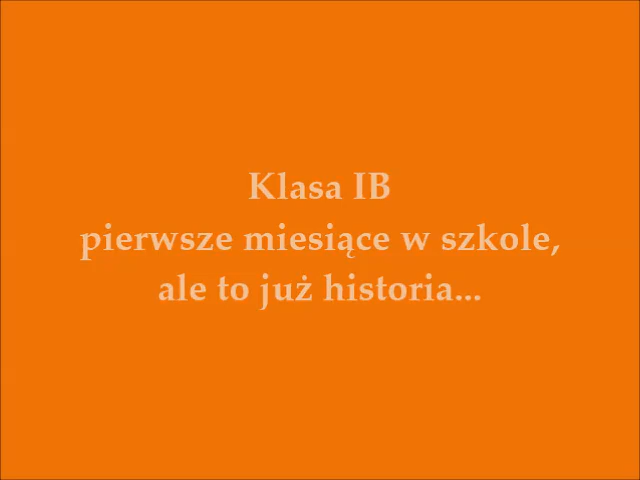 Klasa IB
pierwsze miesiące w szkole,
ale to już historia...